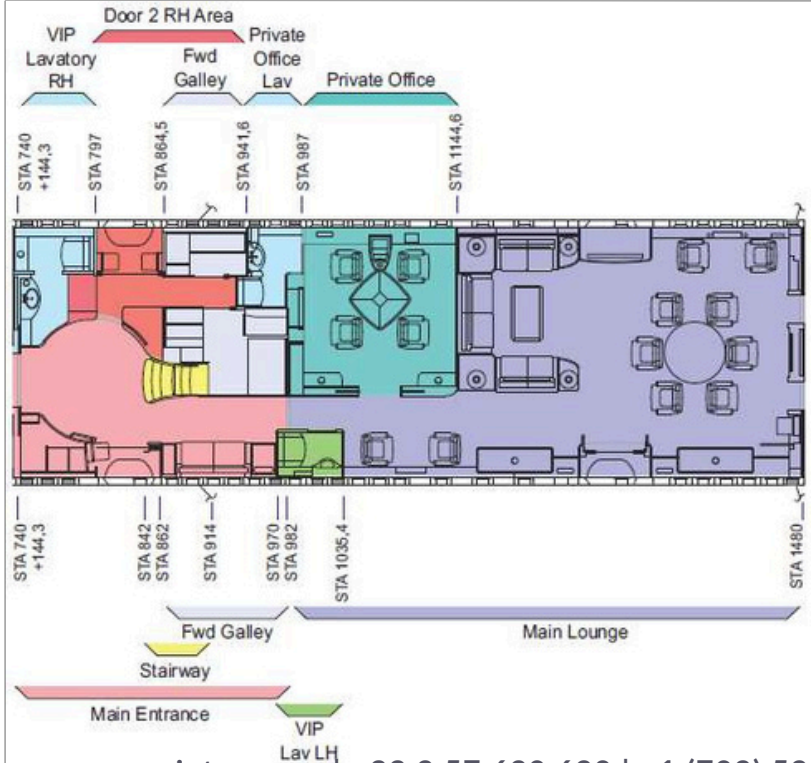 Door 2 RH Area
VIP
Lavatory
RH
Fwd
Galley
Private
Office
Lav
Private Office
STA 740
+144,3
STA 797
STA 864,5
STA 941,6
STA 987
STA 1144,6
STA 740
+144,3
STA 842
STA 862
STA 914
STA 970
STA 982
STA 1035,4
STA 1480
Fwd Galley
Main Lounge
Stairway
Main Entrance
VIP
Lav LH